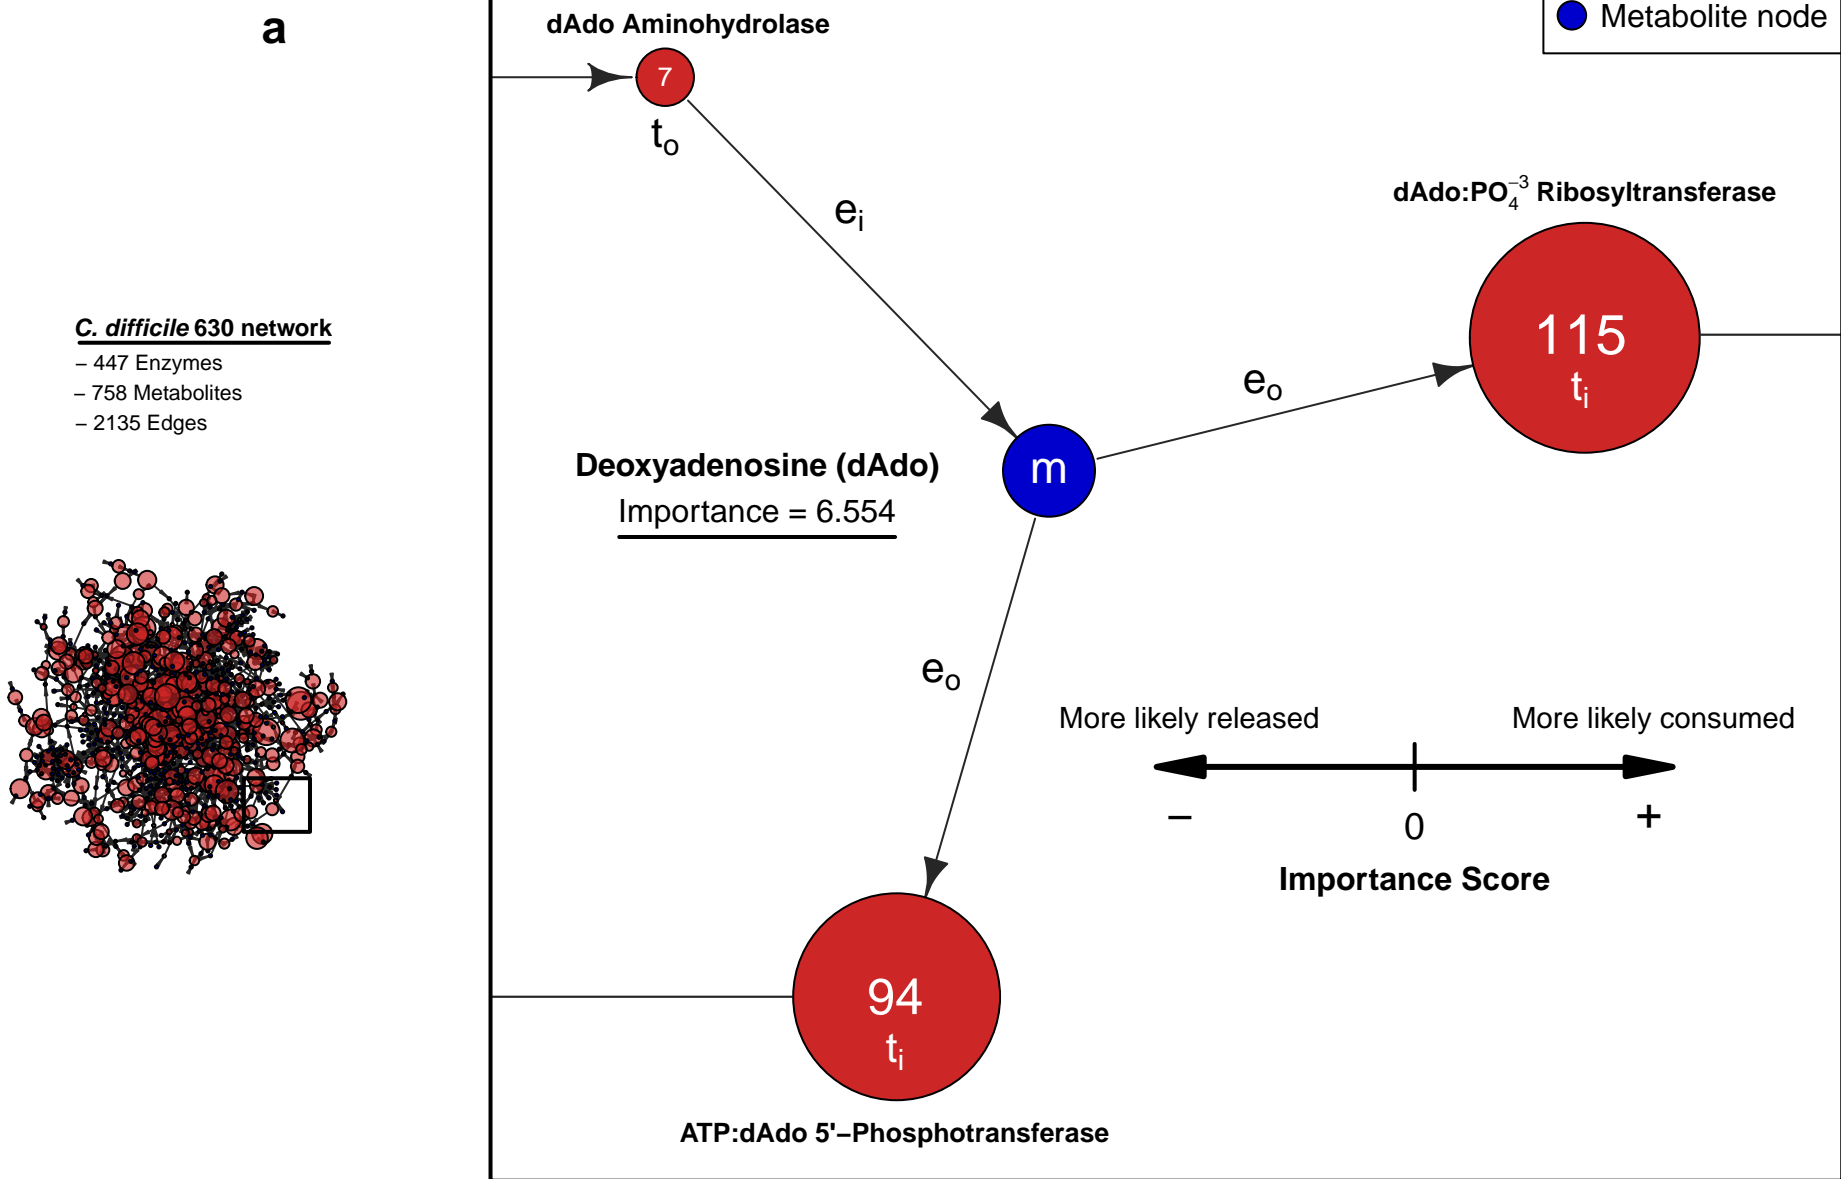 a
dAdo Aminohydrolase
Metabolite node
7
t₀
eᵢ
dAdo:PO₄⁻³ Ribosyltransferase
115
tᵢ
eₒ
C. difficile 630 network
– 447 Enzymes
– 758 Metabolites
– 2135 Edges
Deoxyadenosine (dAdo)
Importance = 6.554
m
eₒ
More likely released
More likely consumed
–
0
+
Importance Score
94
tᵢ
ATP:dAdo 5'–Phosphotransferase